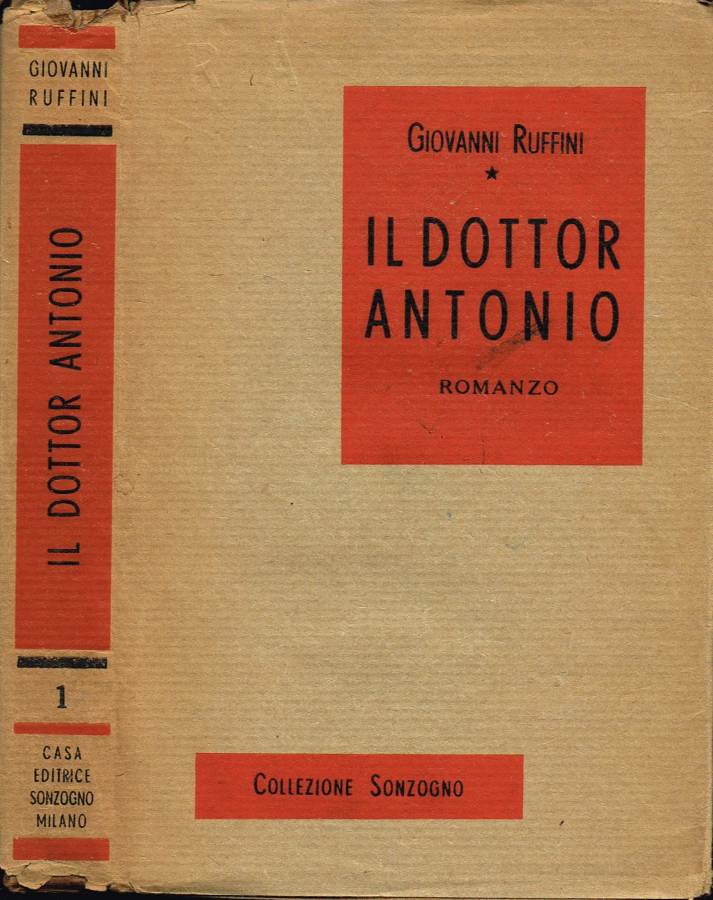 GIOVANNI
RUFFINI
IL DOTTOR ANTONIO
1
CASA
EDITRICE
SONZOGNO
MILANO
GIOVANNI RUFFINI
★
IL DOTTOR
ANTONIO
ROMANZO
COLLEZIONE SONZOGNO